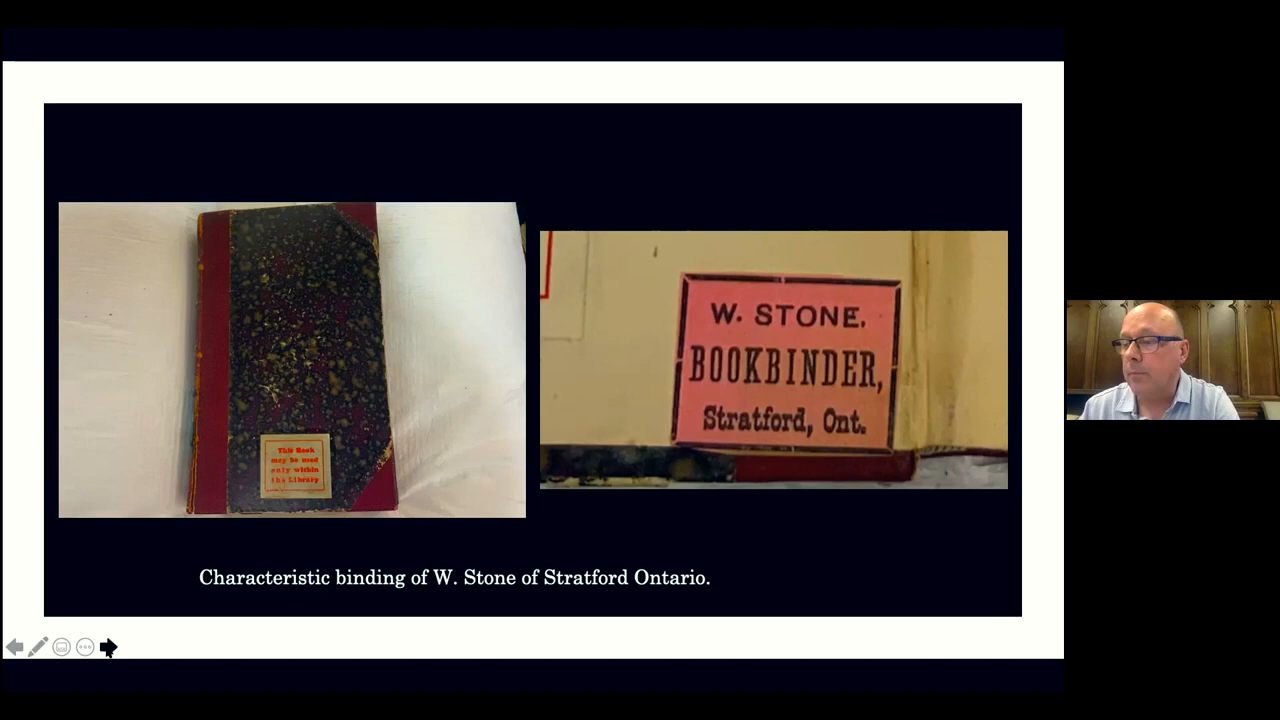 This Book
may be used
only within
the Library
W. STONE.
BOOKBINDER,
Stratford, Ont.
Characteristic binding of W. Stone of Stratford Ontario.